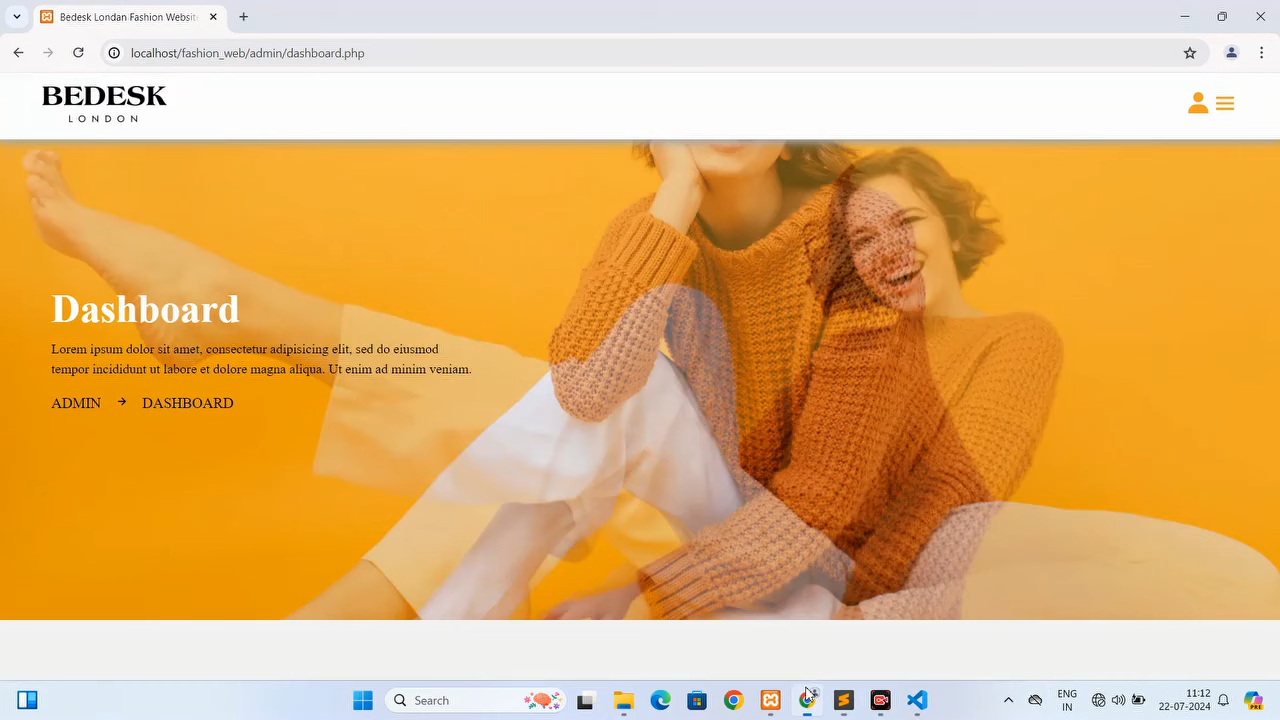 Bedesk Londan Fashion Websit
localhost/fashion_web/admin/dashboard.php
BEDESK
LONDON
Dashboard
Lorem ipsum dolor sit amet, consectetur adipisicing elit, sed do eiusmod
tempor incididunt ut labore et dolore magna aliqua. Ut enim ad minim veniam.
ADMIN → DASHBOARD
Search
ENG
IN
11:12
22-07-2024
PRE